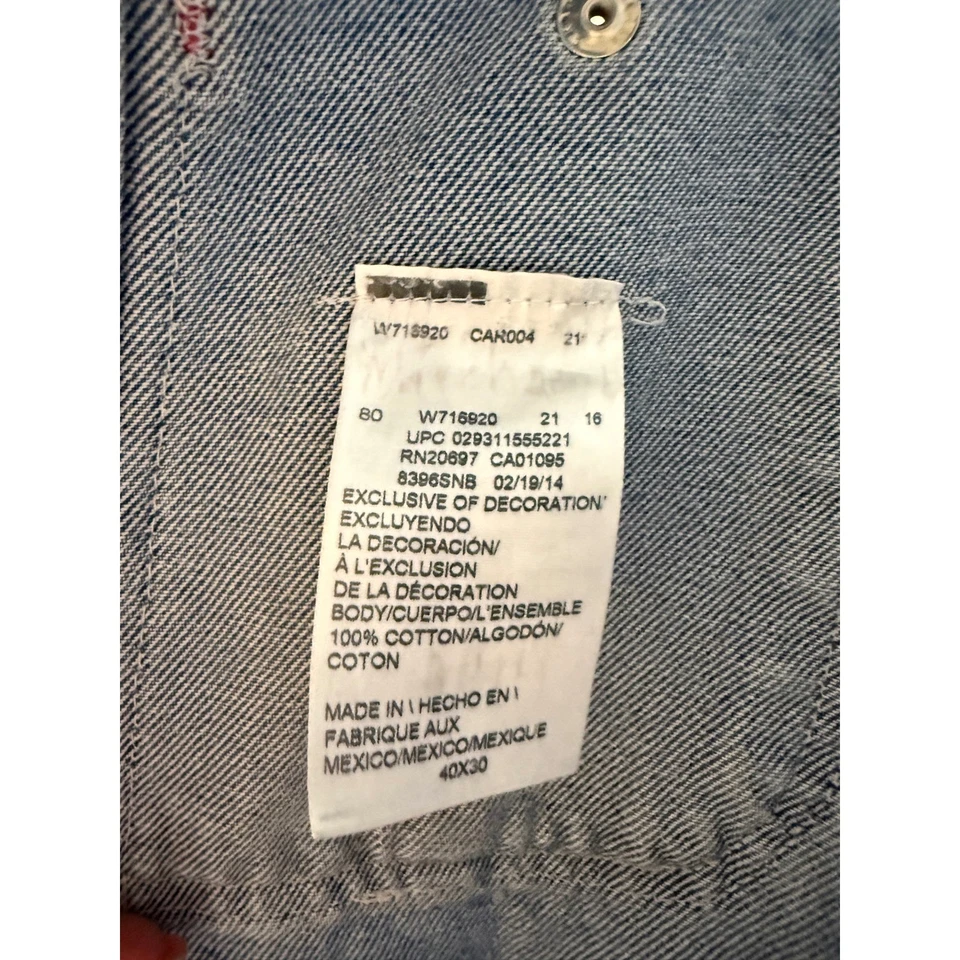 W716920 CAR004 21
80 W716920 21 16
UPC 029311555221
RN20697 CA01095
8396SNB 02/19/14
EXCLUSIVE OF DECORATION/
EXCLUYENDO
LA DECORACIÓN/
À L'EXCLUSION
DE LA DÉCORATION
BODY/CUERPO/L'ENSEMBLE
100% COTTON/ALGODÓN/
COTON
MADE IN \ HECHO EN \
FABRIQUE AUX
MEXICO/MEXICO/MEXIQUE
40X30